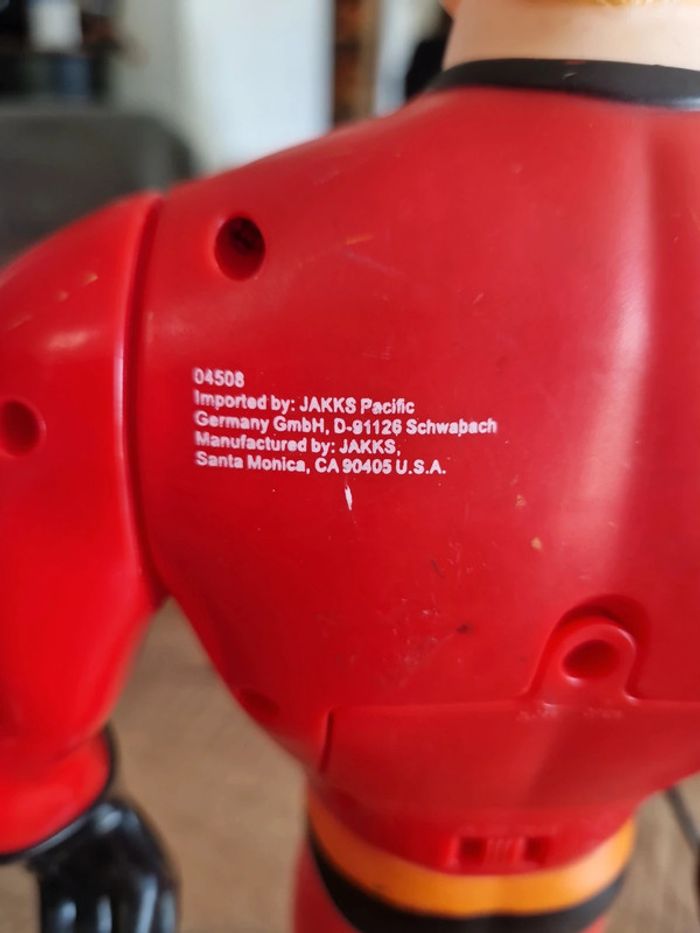 04508
Imported by: JAKKS Pacific
Germany GmbH, D-91126 Schwabach
Manufactured by: JAKKS,
Santa Monica, CA 90405 U.S.A.